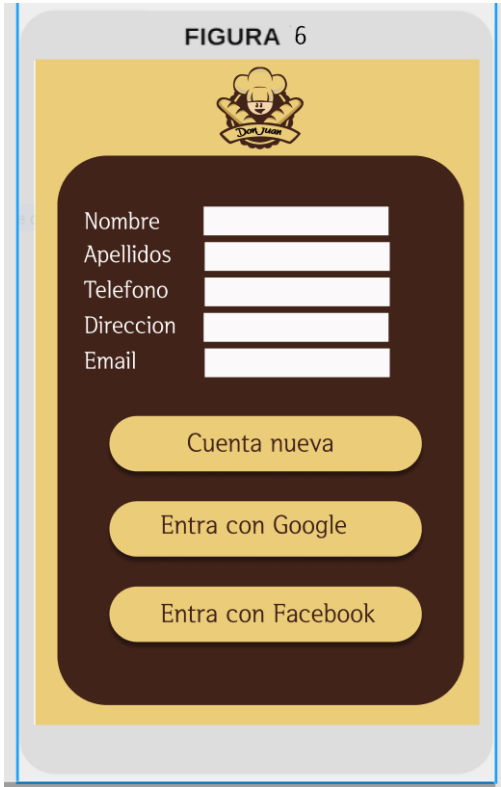 FIGURA 6
Don Juan
Nombre
Apellidos
Telefono
Direccion
Email
Cuenta nueva
Entra con Google
Entra con Facebook